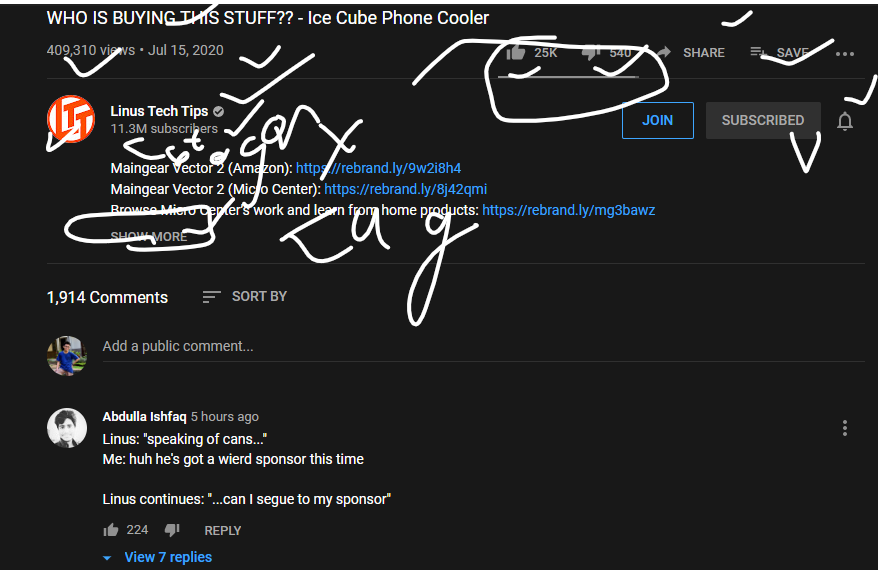 WHO IS BUYING THIS STUFF?? - Ice Cube Phone Cooler
409,310 views • Jul 15, 2020
25K 540 SHARE SAVE
Linus Tech Tips
11.3M subscribers
JOIN SUBSCRIBED
Maingear Vector 2 (Amazon): https://rebrand.ly/9w2i8h4
Maingear Vector 2 (Micro Center): https://rebrand.ly/8j42qmi
Browse Micro Center's work and learn from home products: https://rebrand.ly/mg3bawz
SHOW MORE
1,914 Comments SORT BY
Add a public comment...
Abdulla Ishfaq 5 hours ago
Linus: "speaking of cans..."
Me: huh he's got a wierd sponsor this time
Linus continues: "...can I segue to my sponsor"
224 REPLY
View 7 replies